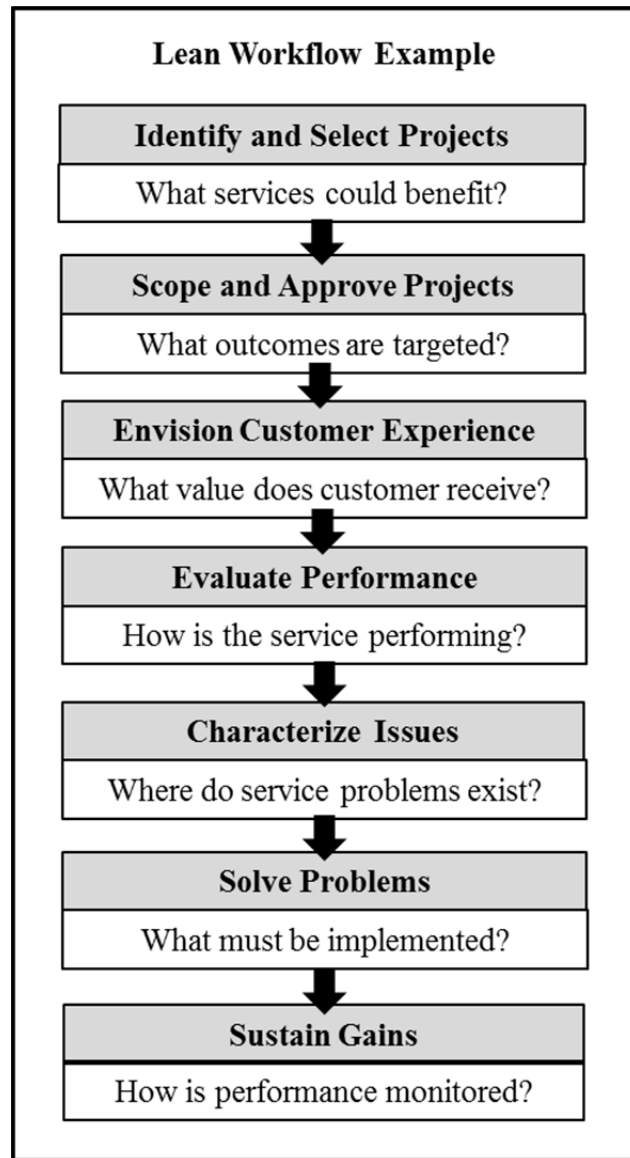 Lean Workflow Example
Identify and Select Projects
What services could benefit?
Scope and Approve Projects
What outcomes are targeted?
Envision Customer Experience
What value does customer receive?
Evaluate Performance
How is the service performing?
Characterize Issues
Where do service problems exist?
Solve Problems
What must be implemented?
Sustain Gains
How is performance monitored?